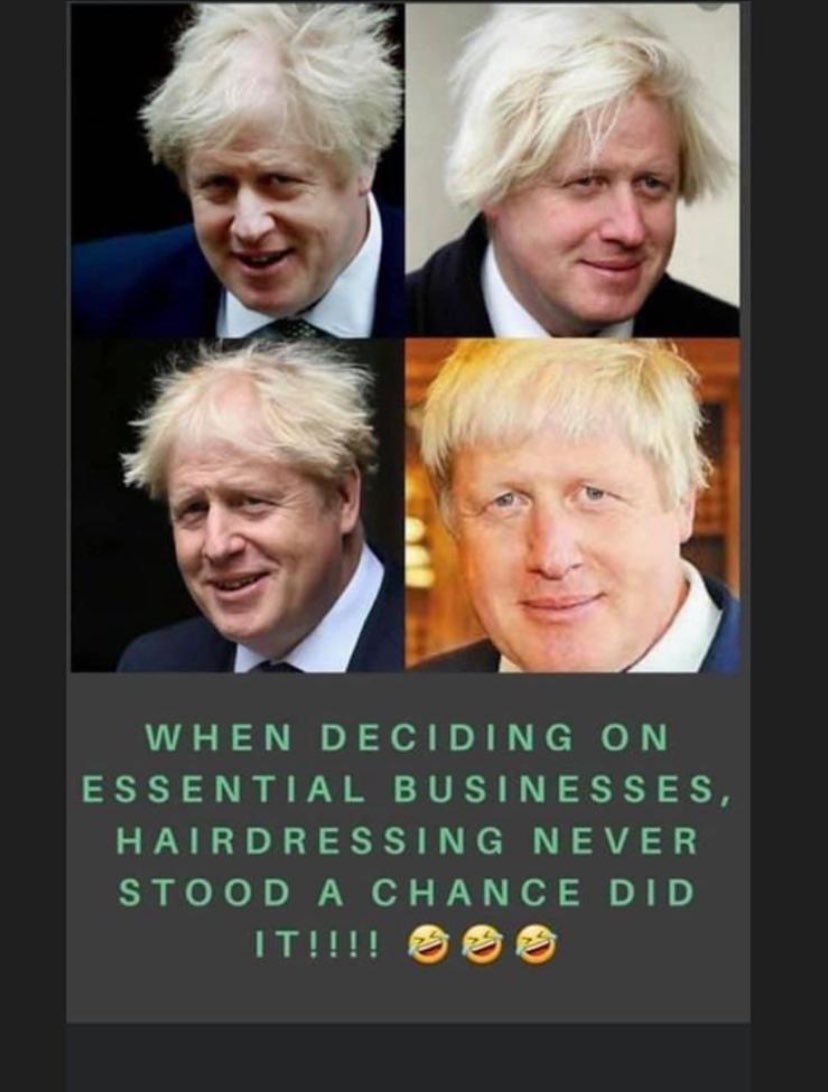 WHEN DECIDING ON
ESSENTIAL BUSINESSES,
HAIRDRESSING NEVER
STOOD A CHANCE DID
IT!!!! 🤣🤣🤣